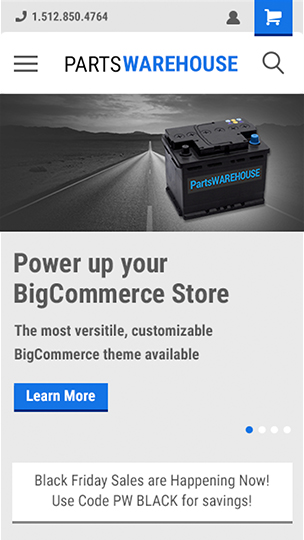 1.512.850.4764
PARTSWAREHOUSE
PartsWAREHOUSE
Power up your
BigCommerce Store
The most versitile, customizable
BigCommerce theme available
Learn More
Black Friday Sales are Happening Now!
Use Code PW BLACK for savings!